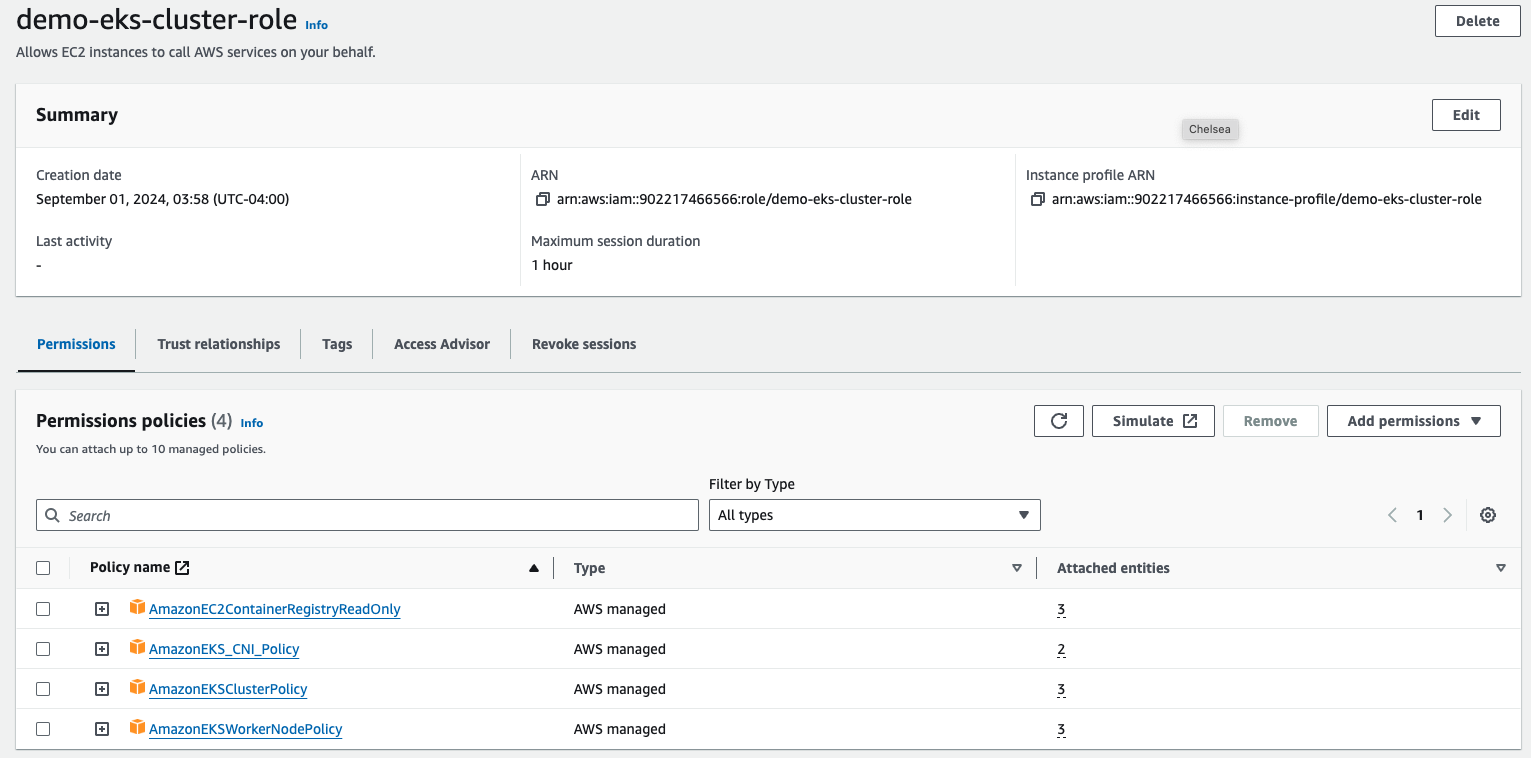 demo-eks-cluster-role Info
Delete
Allows EC2 instances to call AWS services on your behalf.
Summary
Edit
Chelsea
Creation date
September 01, 2024, 03:58 (UTC-04:00)
ARN
arn:aws:iam::902217466566:role/demo-eks-cluster-role
Instance profile ARN
arn:aws:iam::902217466566:instance-profile/demo-eks-cluster-role
Last activity
-
Maximum session duration
1 hour
Permissions Trust relationships Tags Access Advisor Revoke sessions
Permissions policies (4) Info
Simulate Remove Add permissions
You can attach up to 10 managed policies.
Filter by Type
Search
All types
1
Policy name Type Attached entities
AmazonEC2ContainerRegistryReadOnly AWS managed 3
AmazonEKS_CNI_Policy AWS managed 2
AmazonEKSClusterPolicy AWS managed 3
AmazonEKSWorkerNodePolicy AWS managed 3